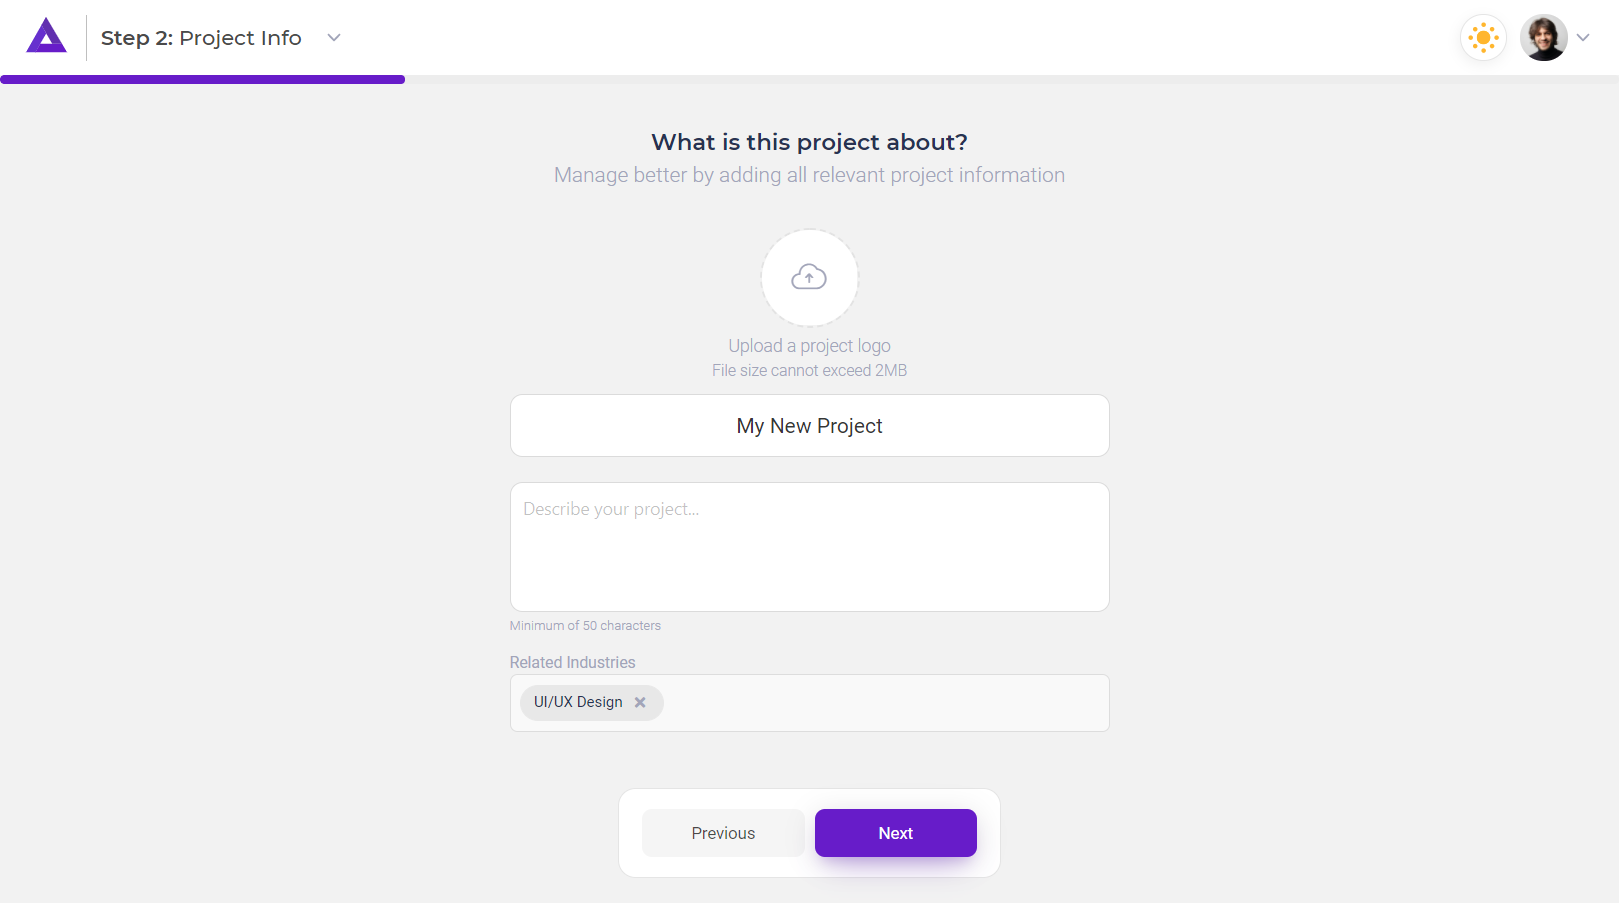 Step 2: Project Info
What is this project about?
Manage better by adding all relevant project information
Upload a project logo
File size cannot exceed 2MB
My New Project
Describe your project...
Minimum of 50 characters
Related Industries
UI/UX Design
Previous
Next